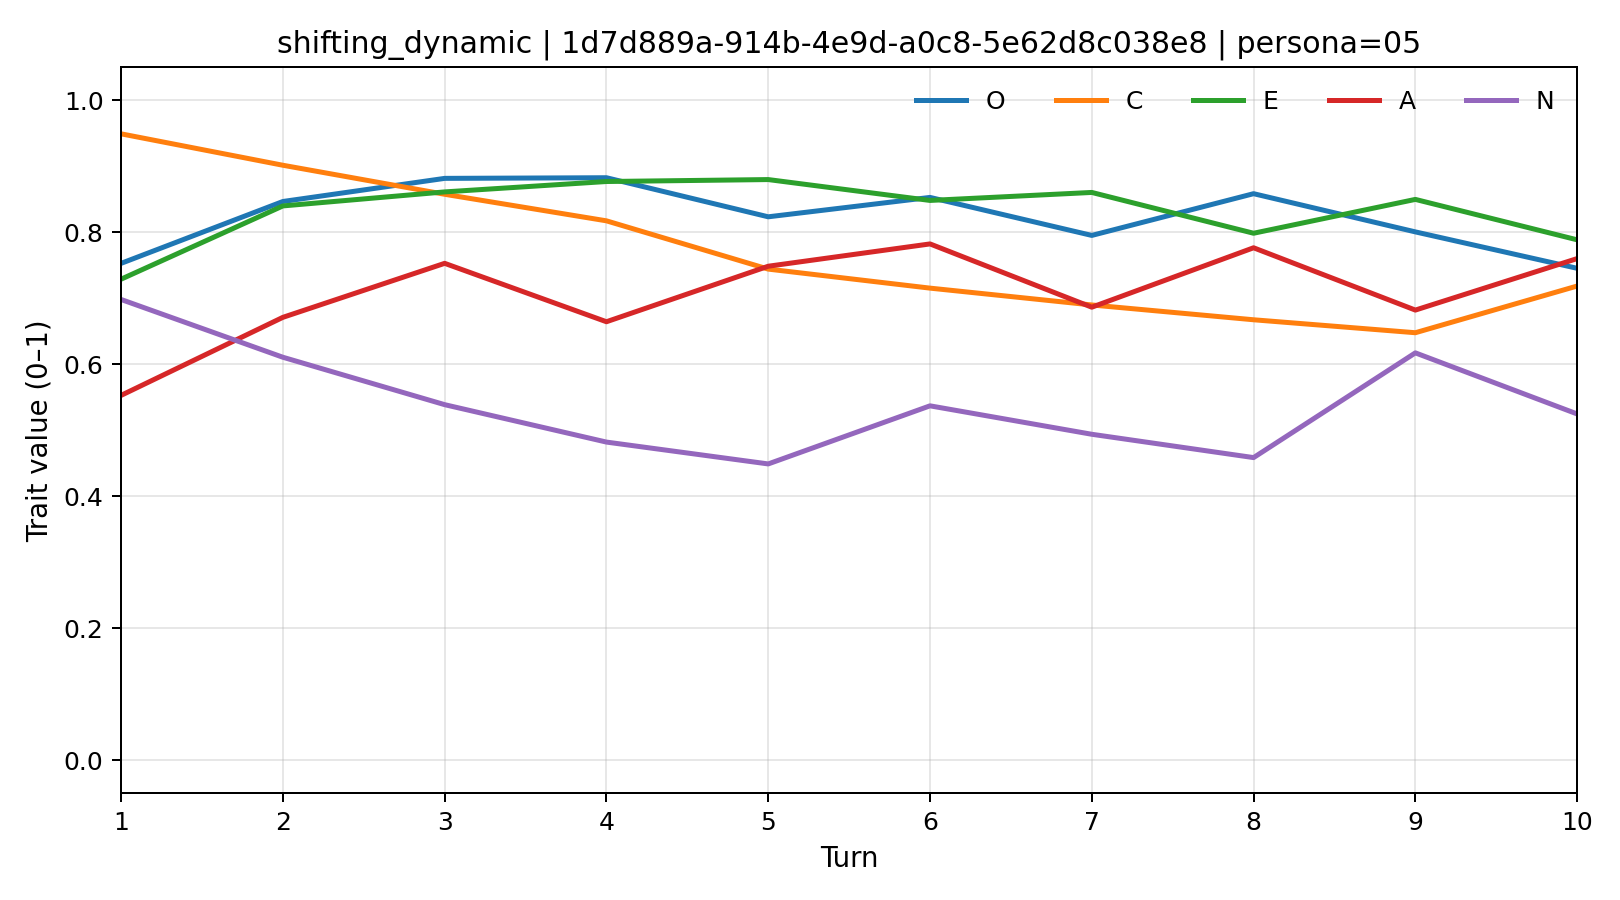 shifting_dynamic | 1d7d889a-914b-4e9d-a0c8-5e62d8c038e8 | persona=05
O C E A N
Trait value (0–1)
1.0
0.8
0.6
0.4
0.2
0.0
1 2 3 4 5 6 7 8 9 10
Turn